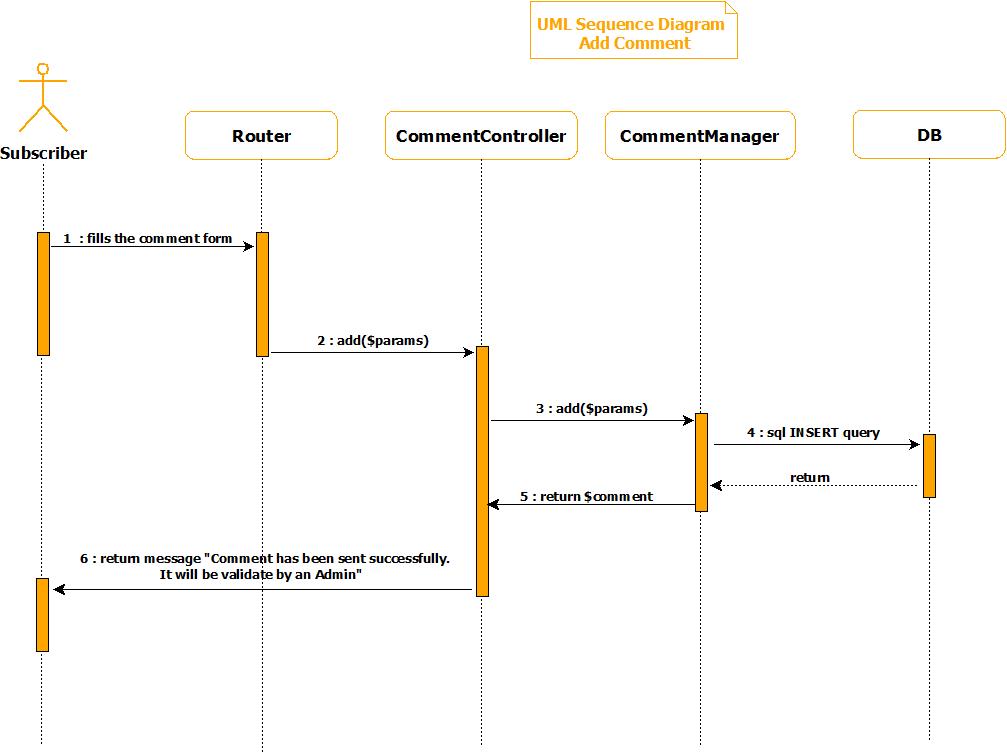 UML Sequence Diagram
Add Comment
Subscriber
Router
CommentController
CommentManager
DB
1 : fills the comment form
2 : add($params)
3 : add($params)
4 : sql INSERT query
return
5 : return $comment
6 : return message "Comment has been sent successfully.
It will be validate by an Admin"